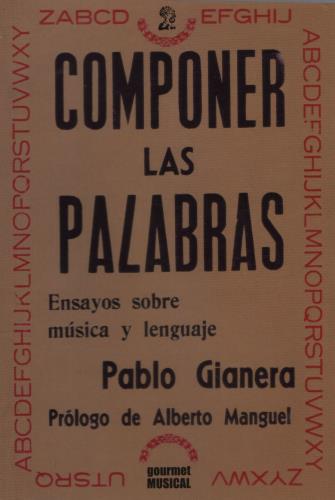 ZABCD EFGHIJ
ABCDEFGHIJKLMNOPQRSTUVWXY
ABCDEFGHIJKLMNOPQRSTUVWXY
COMPONER
LAS
PALABRAS
Ensayos sobre
música y lenguaje
Pablo Gianera
Prólogo de Alberto Manguel
UTSRQ ZYXWV
gourmet
MUSICAL